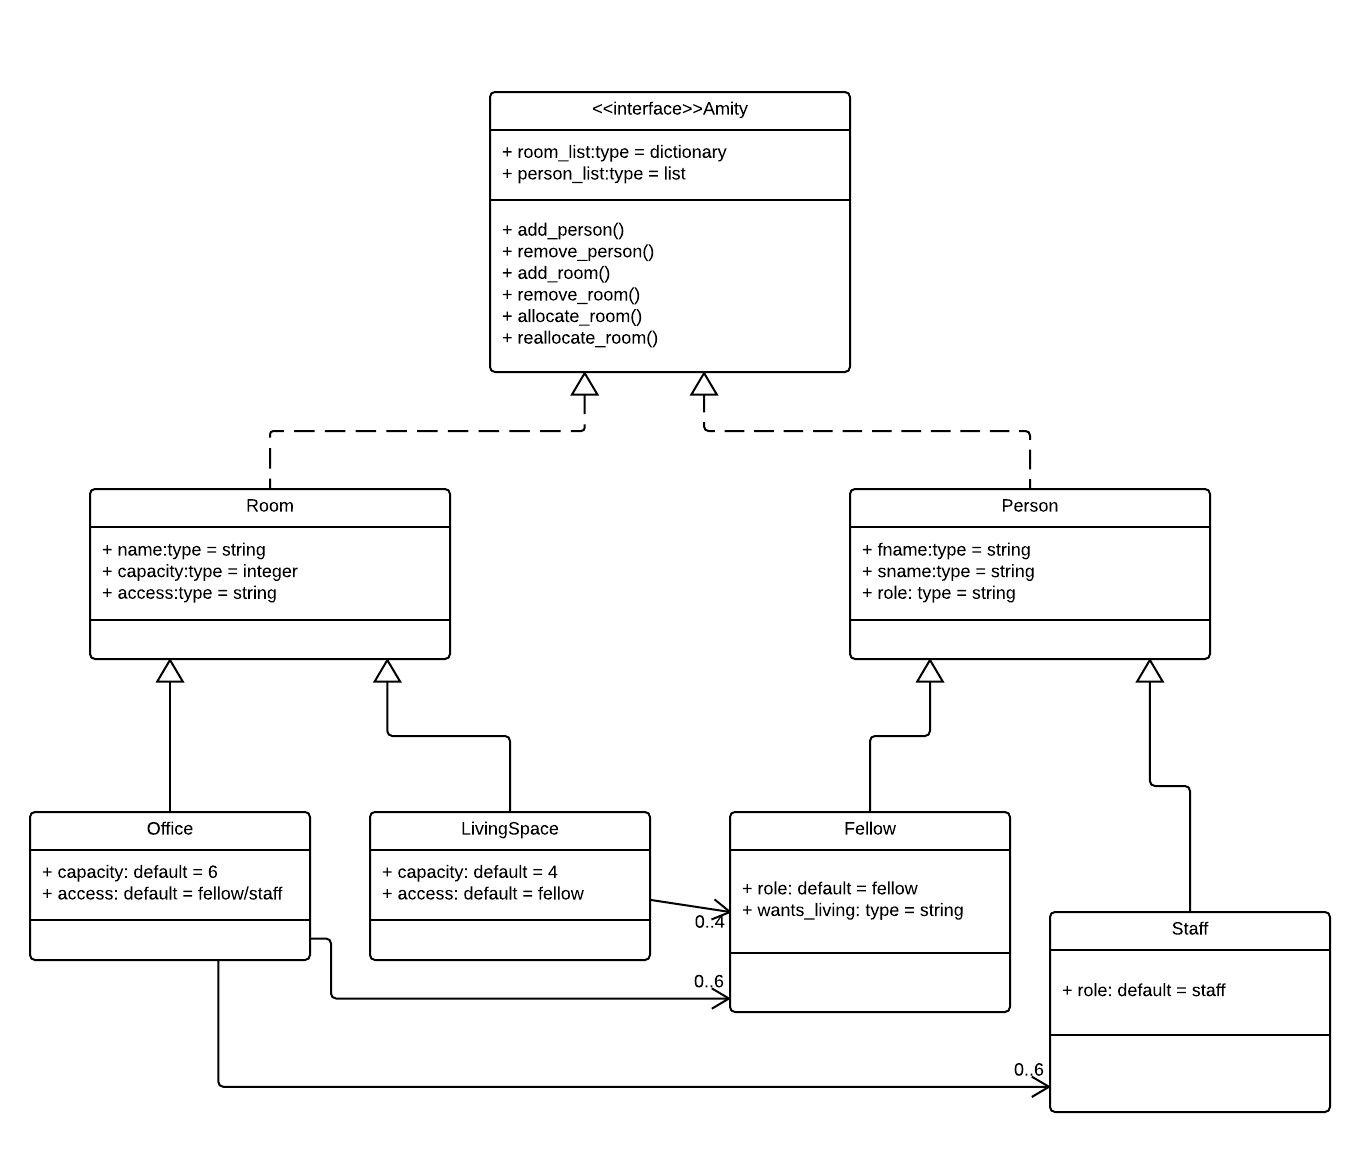 <<interface>>Amity
+ room_list:type = dictionary
+ person_list:type = list
+ add_person()
+ remove_person()
+ add_room()
+ remove_room()
+ allocate_room()
+ reallocate_room()
Room
+ name:type = string
+ capacity:type = integer
+ access:type = string
Person
+ fname:type = string
+ sname:type = string
+ role: type = string
Office
+ capacity: default = 6
+ access: default = fellow/staff
LivingSpace
+ capacity: default = 4
+ access: default = fellow
Fellow
+ role: default = fellow
+ wants_living: type = string
0..4
0..6
Staff
+ role: default = staff
0..6